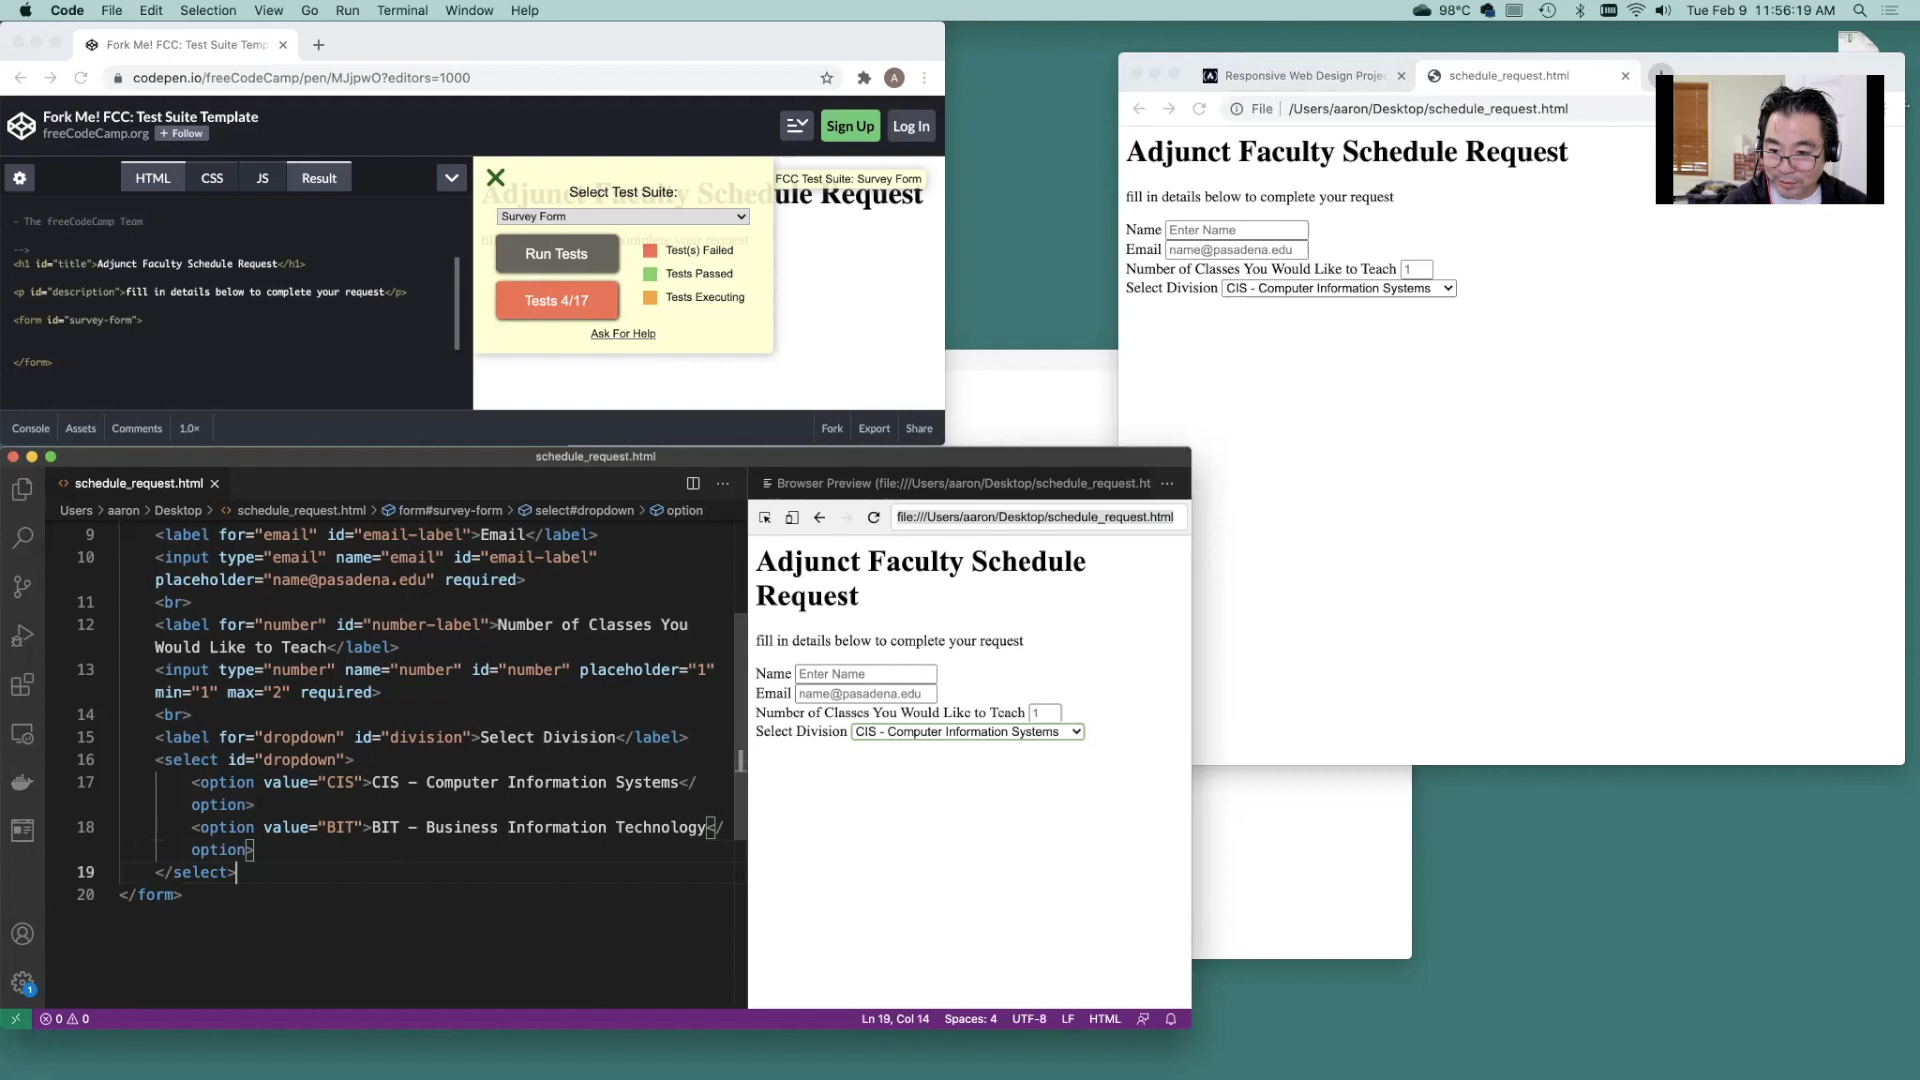 Code File Edit Selection View Go Run Terminal Window Help
98°C Tue Feb 9 11:56:19 AM
Fork Me! FCC: Test Suite Temp
codepen.io/freeCodeCamp/pen/MJjpwO?editors=1000
A
Fork Me! FCC: Test Suite Template
freeCodeCamp.org + Follow
Sign Up Log In
HTML CSS JS Result
- The freeCodeCamp Team
-->
<h1 id="title">Adjunct Faculty Schedule Request</h1>
<p id="description">fill in details below to complete your request</p>
<form id="survey-form">
</form>
FCC Test Suite: Survey Form
Adjunct Faculty Schedule Request
complete your request
Select Test Suite:
Survey Form
Run Tests
Tests 4/17
Test(s) Failed
Tests Passed
Tests Executing
Ask For Help
Console Assets Comments 1.0×
Fork Export Share
Responsive Web Design Projec
schedule_request.html
File | /Users/aaron/Desktop/schedule_request.html
Adjunct Faculty Schedule Request
fill in details below to complete your request
Name Enter Name
Email name@pasadena.edu
Number of Classes You Would Like to Teach 1
Select Division CIS - Computer Information Systems
schedule_request.html
schedule_request.html
Users > aaron > Desktop > schedule_request.html > form#survey-form > select#dropdown > option
9 <label for="email" id="email-label">Email</label>
10 <input type="email" name="email" id="email-label"
placeholder="name@pasadena.edu" required>
11 <br>
12 <label for="number" id="number-label">Number of Classes You
Would Like to Teach</label>
13 <input type="number" name="number" id="number" placeholder="1"
min="1" max="2" required>
14 <br>
15 <label for="dropdown" id="division">Select Division</label>
16 <select id="dropdown">
17 <option value="CIS">CIS – Computer Information Systems</
option>
18 <option value="BIT">BIT – Business Information Technology</
option>
19 </select>
20 </form>
1
Browser Preview (file:///Users/aaron/Desktop/schedule_request.ht
file:///Users/aaron/Desktop/schedule_request.html
Adjunct Faculty Schedule
Request
fill in details below to complete your request
Name Enter Name
Email name@pasadena.edu
Number of Classes You Would Like to Teach 1
Select Division CIS - Computer Information Systems
0 0
Ln 19, Col 14 Spaces: 4 UTF-8 LF HTML